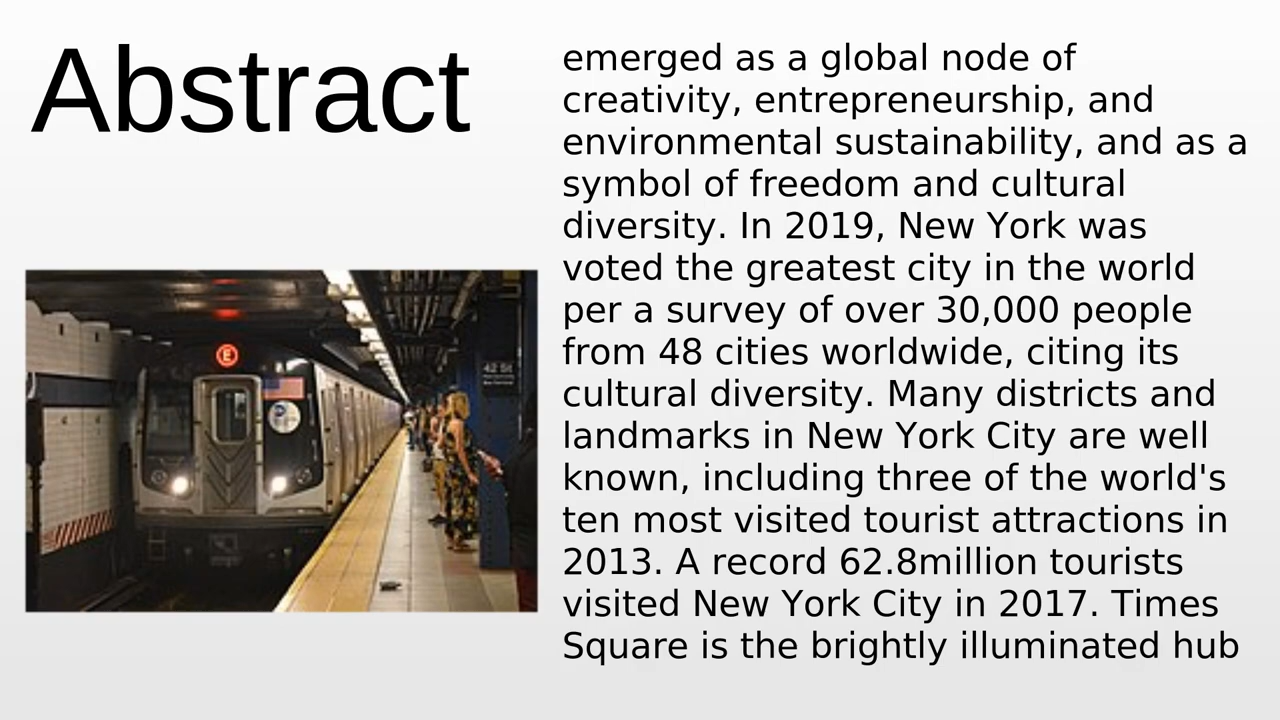 Abstract
emerged as a global node of
creativity, entrepreneurship, and
environmental sustainability, and as a
symbol of freedom and cultural
diversity. In 2019, New York was
voted the greatest city in the world
per a survey of over 30,000 people
from 48 cities worldwide, citing its
cultural diversity. Many districts and
landmarks in New York City are well
known, including three of the world's
ten most visited tourist attractions in
2013. A record 62.8million tourists
visited New York City in 2017. Times
Square is the brightly illuminated hub
E
42 St